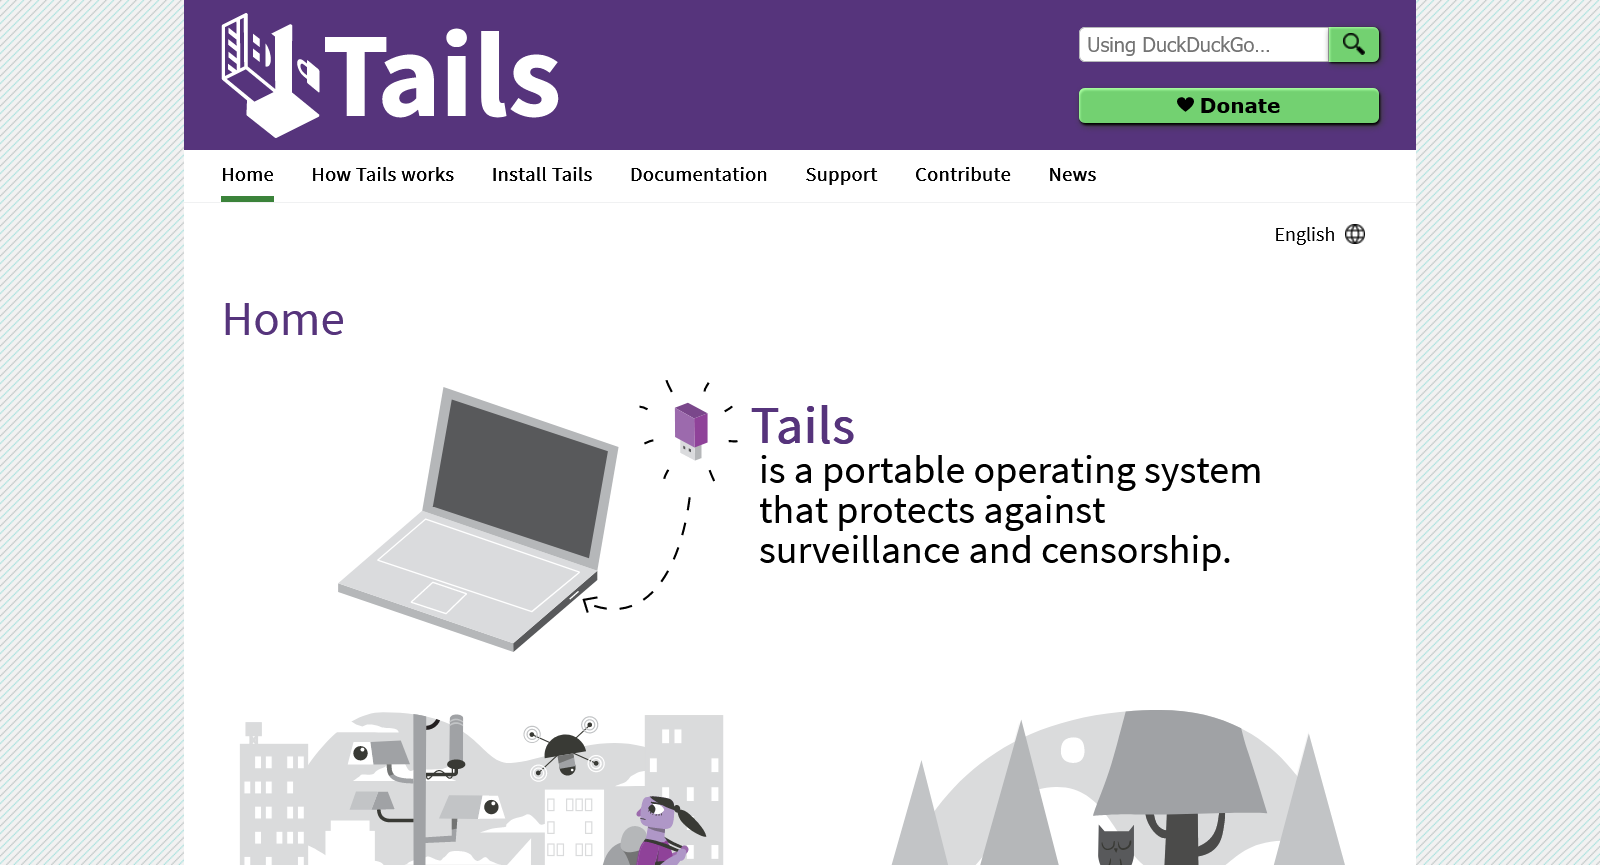 Tails
Using DuckDuckGo...
Donate
Home How Tails works Install Tails Documentation Support Contribute News
English
Home
Tails
is a portable operating system
that protects against
surveillance and censorship.